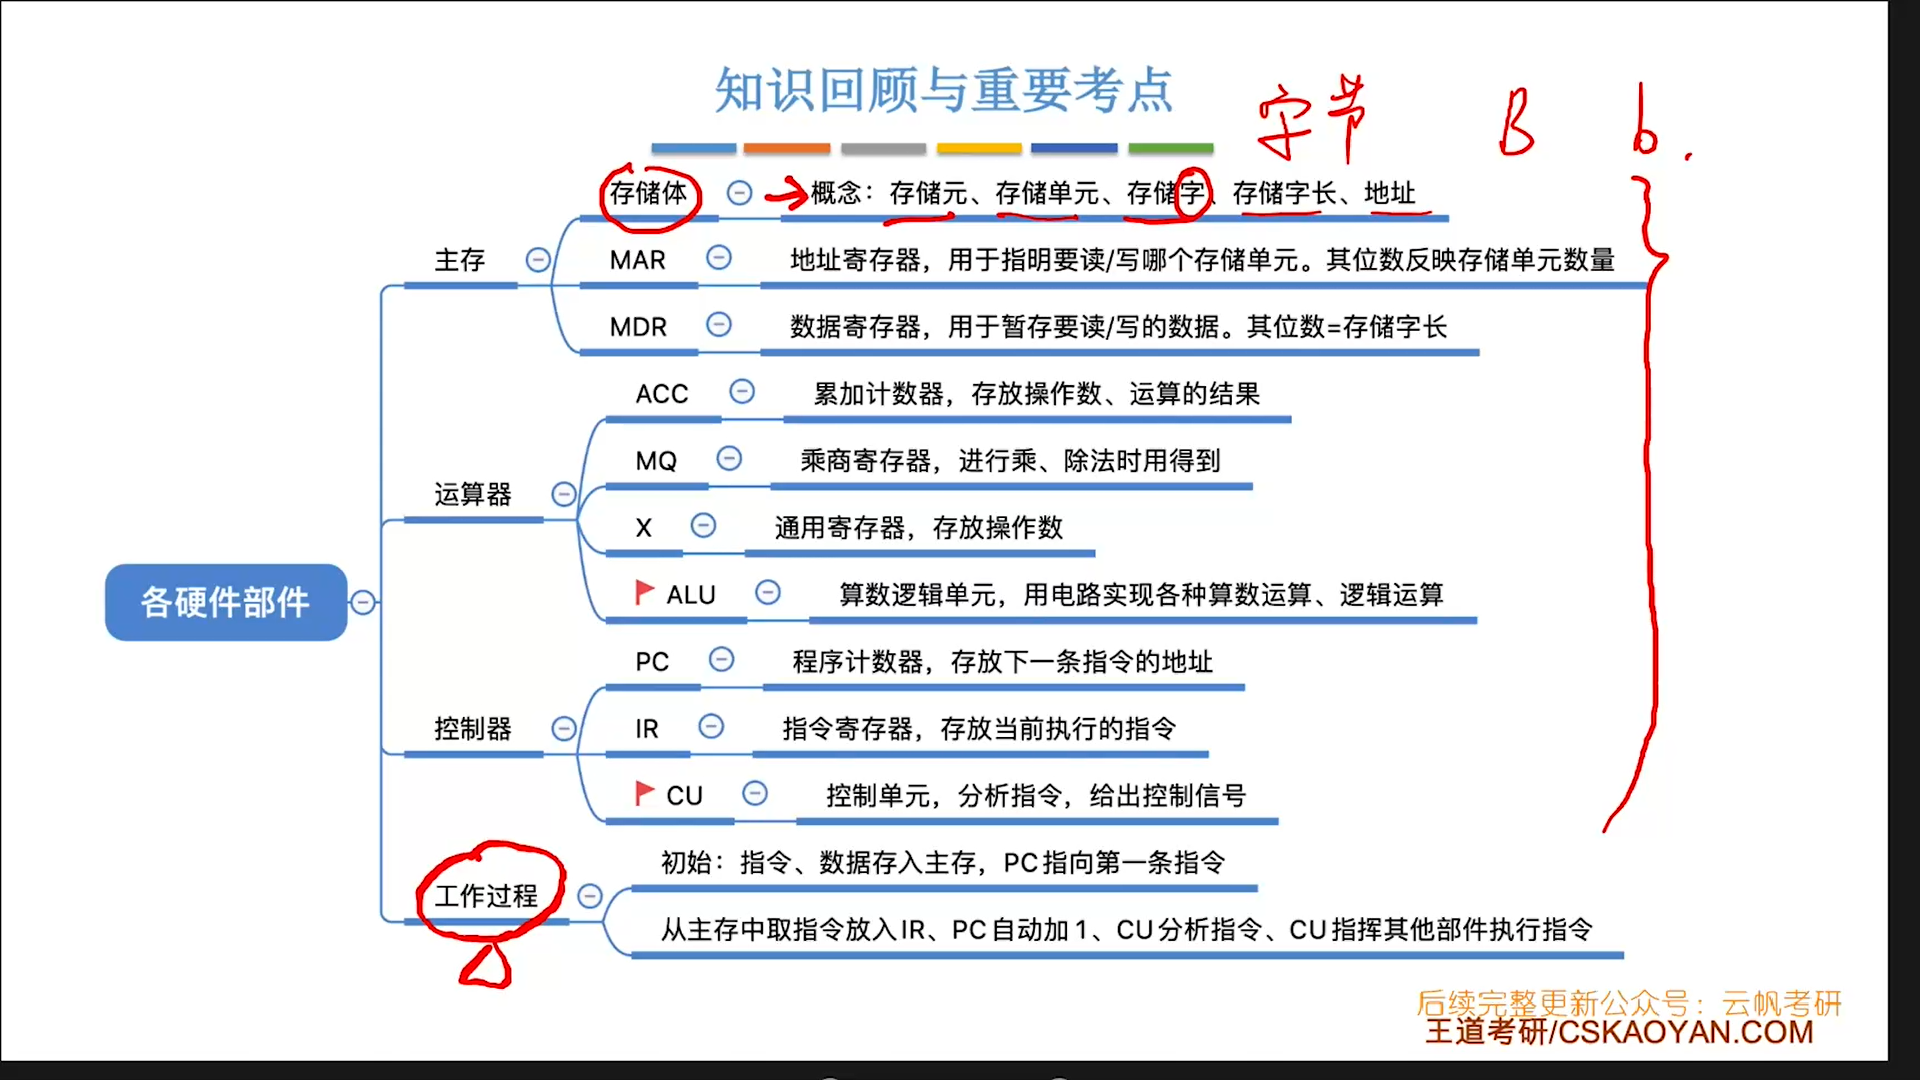 知识回顾与重要考点
字节 B b.
存储体 概念：存储元、存储单元、存储字、存储字长、地址
主存
MAR 地址寄存器，用于指明要读/写哪个存储单元。其位数反映存储单元数量
MDR 数据寄存器，用于暂存要读/写的数据。其位数=存储字长
ACC 累加计数器，存放操作数、运算的结果
MQ 乘商寄存器，进行乘、除法时用得到
运算器
X 通用寄存器，存放操作数
ALU 算数逻辑单元，用电路实现各种算数运算、逻辑运算
各硬件部件
PC 程序计数器，存放下一条指令的地址
控制器
IR 指令寄存器，存放当前执行的指令
CU 控制单元，分析指令，给出控制信号
工作过程
初始：指令、数据存入主存，PC指向第一条指令
从主存中取指令放入IR、PC自动加1、CU分析指令、CU指挥其他部件执行指令
后续完整更新公众号：云帆考研
王道考研/CSKAOYAN.COM